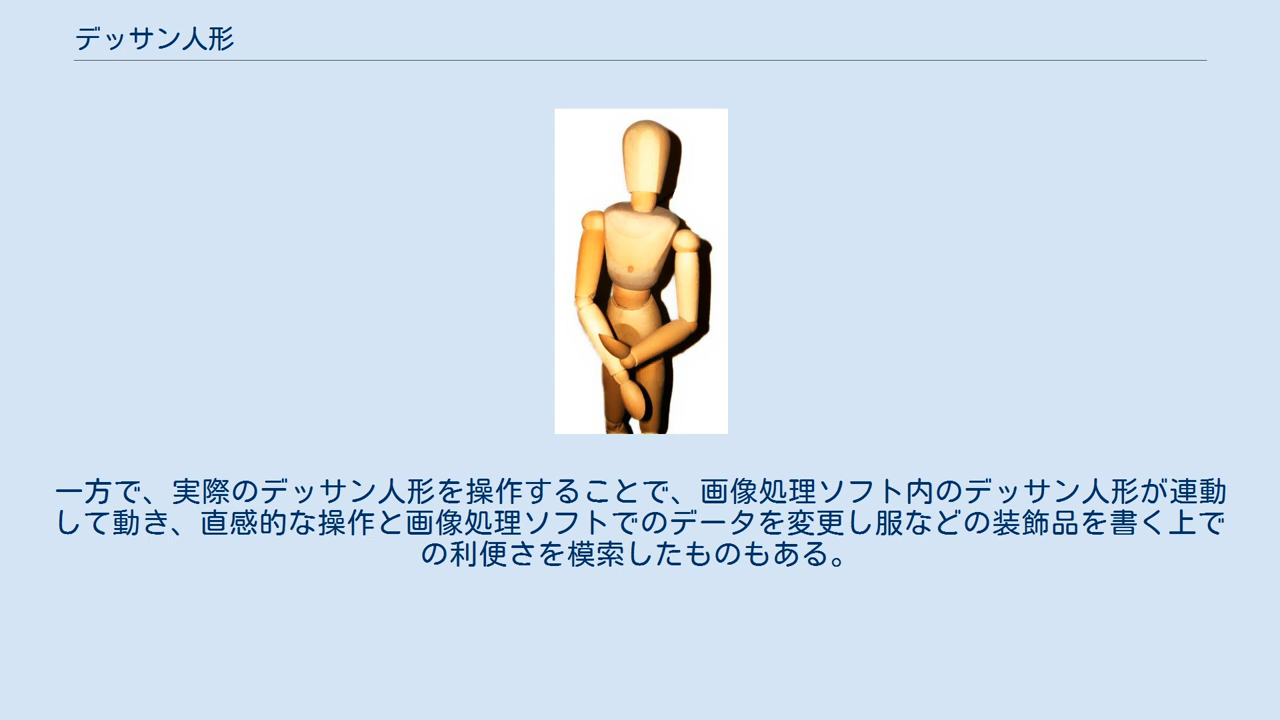 デッサン人形
一方で、実際のデッサン人形を操作することで、画像処理ソフト内のデッサン人形が連動
して動き、直感的な操作と画像処理ソフトでのデータを変更し服などの装飾品を書く上で
の利便さを模索したものもある。